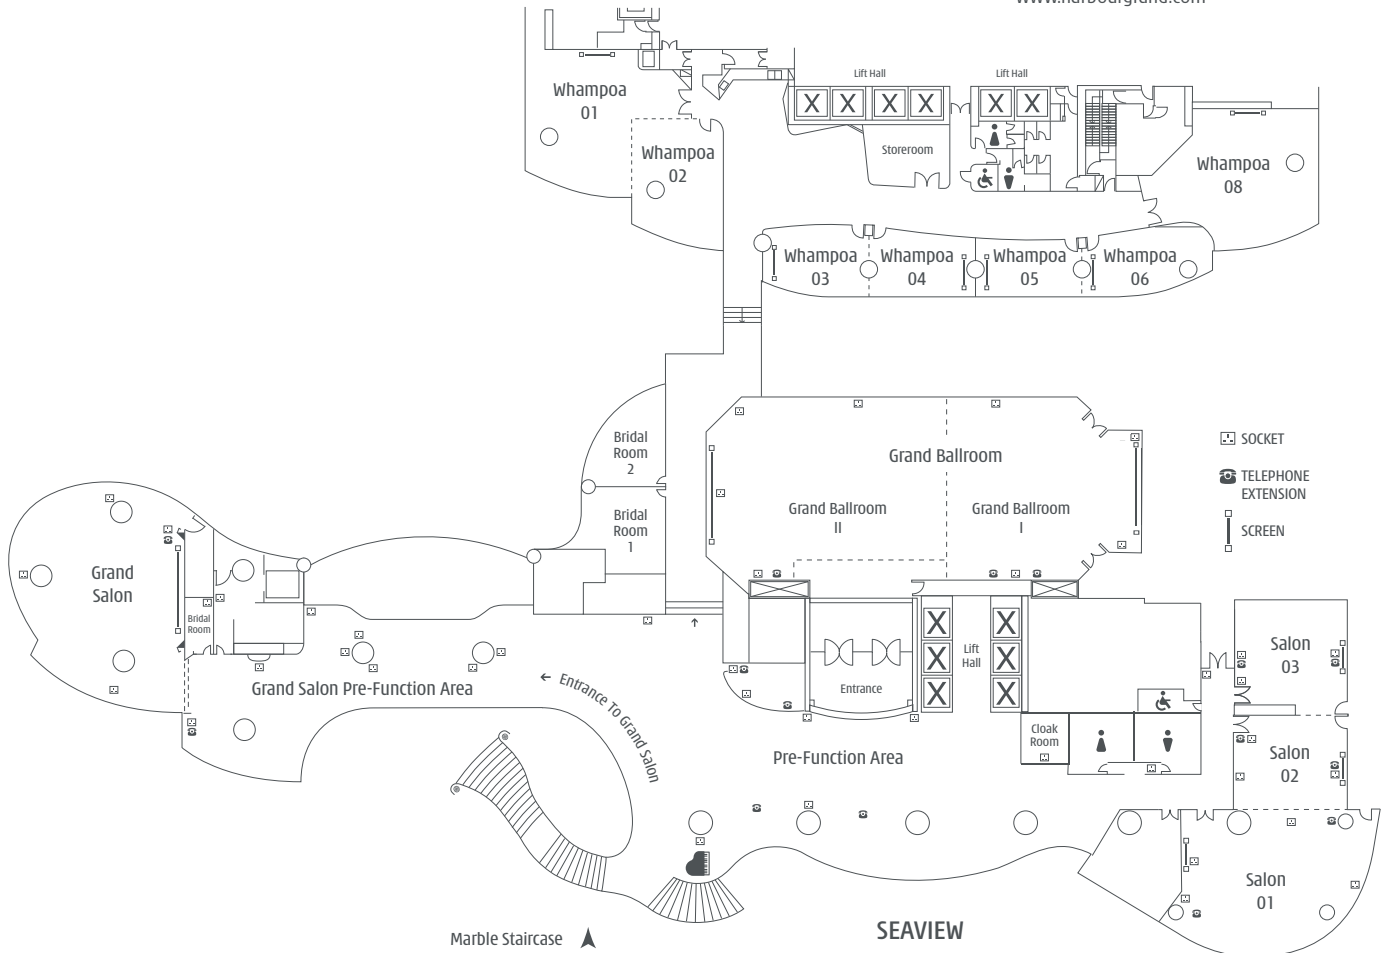 www.harbourgrand.com
Lift Hall
Lift Hall
Whampoa
01
Whampoa
02
Storeroom
Whampoa
08
Whampoa
03
Whampoa
04
Whampoa
05
Whampoa
06
Bridal
Room
2
Bridal
Room
1
Grand Ballroom
Grand Ballroom
II
Grand Ballroom
I
SOCKET
TELEPHONE
EXTENSION
SCREEN
Grand
Salon
Bridal
Room
Grand Salon Pre-Function Area
Entrance To Grand Salon
Entrance
Lift
Hall
Salon
03
Cloak
Room
Pre-Function Area
Salon
02
Salon
01
Marble Staircase
SEAVIEW